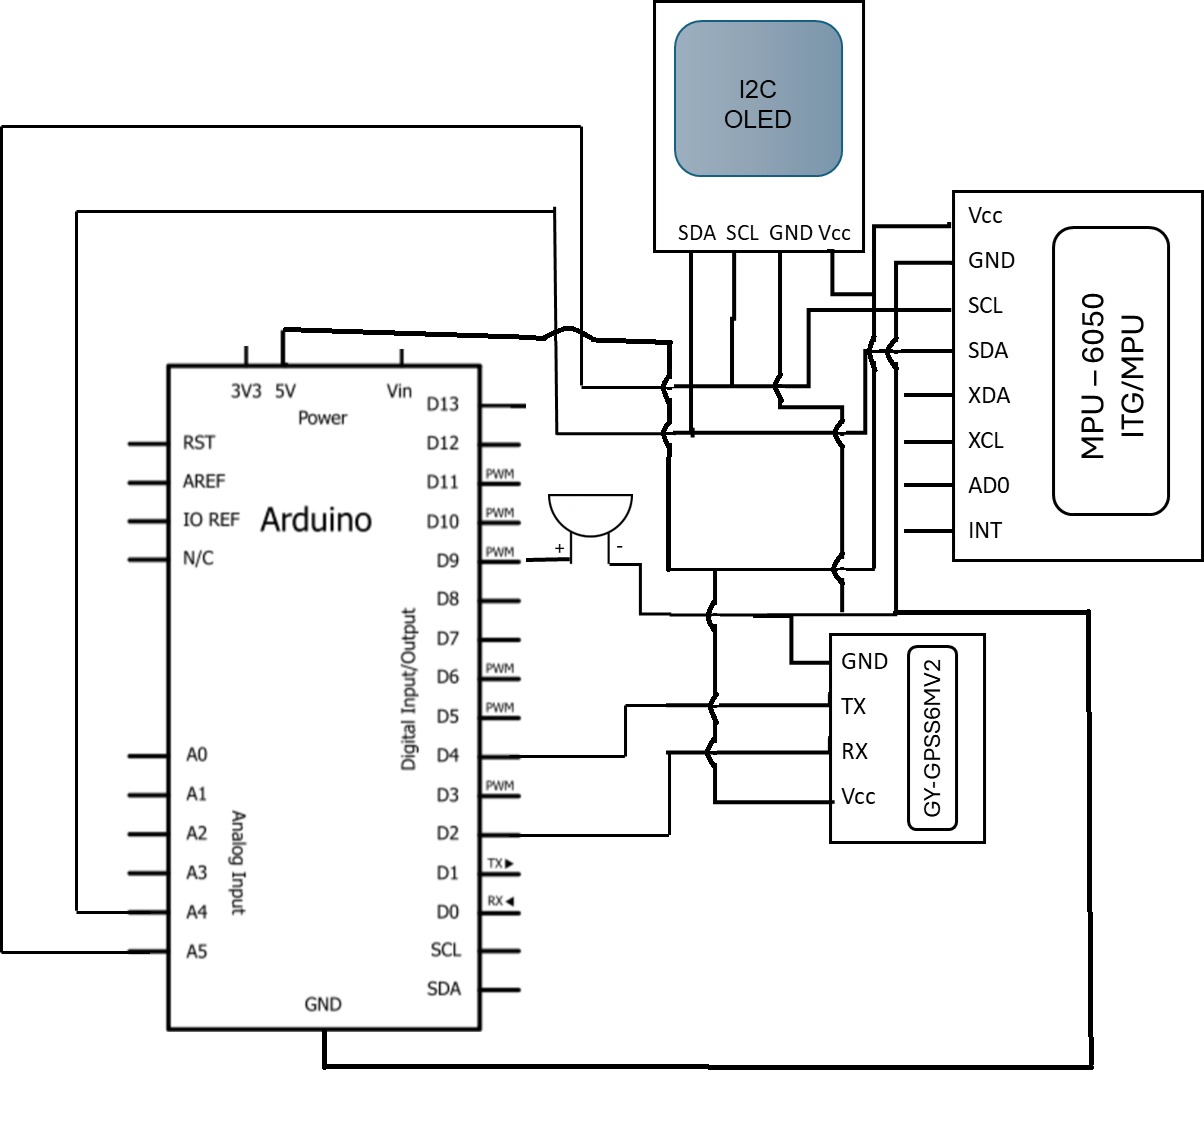 I2C
OLED
SDA SCL GND Vcc
Vcc
GND
SCL
SDA
XDA
XCL
AD0
INT
MPU – 6050
ITG/MPU
3V3 5V Vin
Power
RST
AREF
IO REF
N/C
Arduino
D13
D12
D11 PWM
D10 PWM
D9 PWM
D8
D7
D6 PWM
D5 PWM
D4
D3 PWM
D2
D1 TX▶
D0 RX◀
SCL
SDA
Digital Input/Output
+ -
A0
A1
A2
A3
A4
A5
Analog Input
GND
GND
TX
RX
Vcc
GY-GPSS6MV2